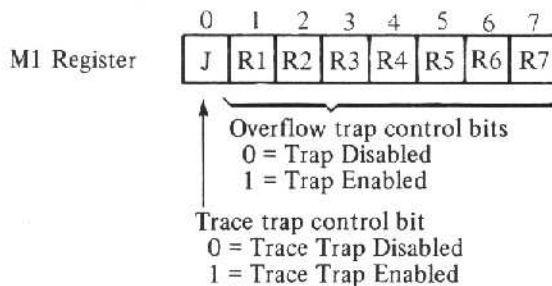 0 1 2 3 4 5 6 7
M1 Register J R1 R2 R3 R4 R5 R6 R7
Overflow trap control bits
0 = Trap Disabled
1 = Trap Enabled
Trace trap control bit
0 = Trace Trap Disabled
1 = Trace Trap Enabled